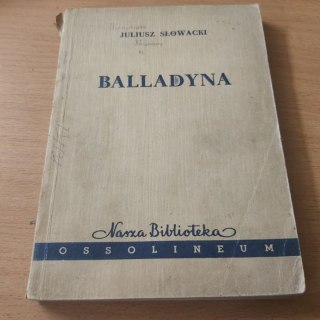 JULIUSZ SŁOWACKI
BALLADYNA
Nasza Biblioteka
OSSOLINEUM